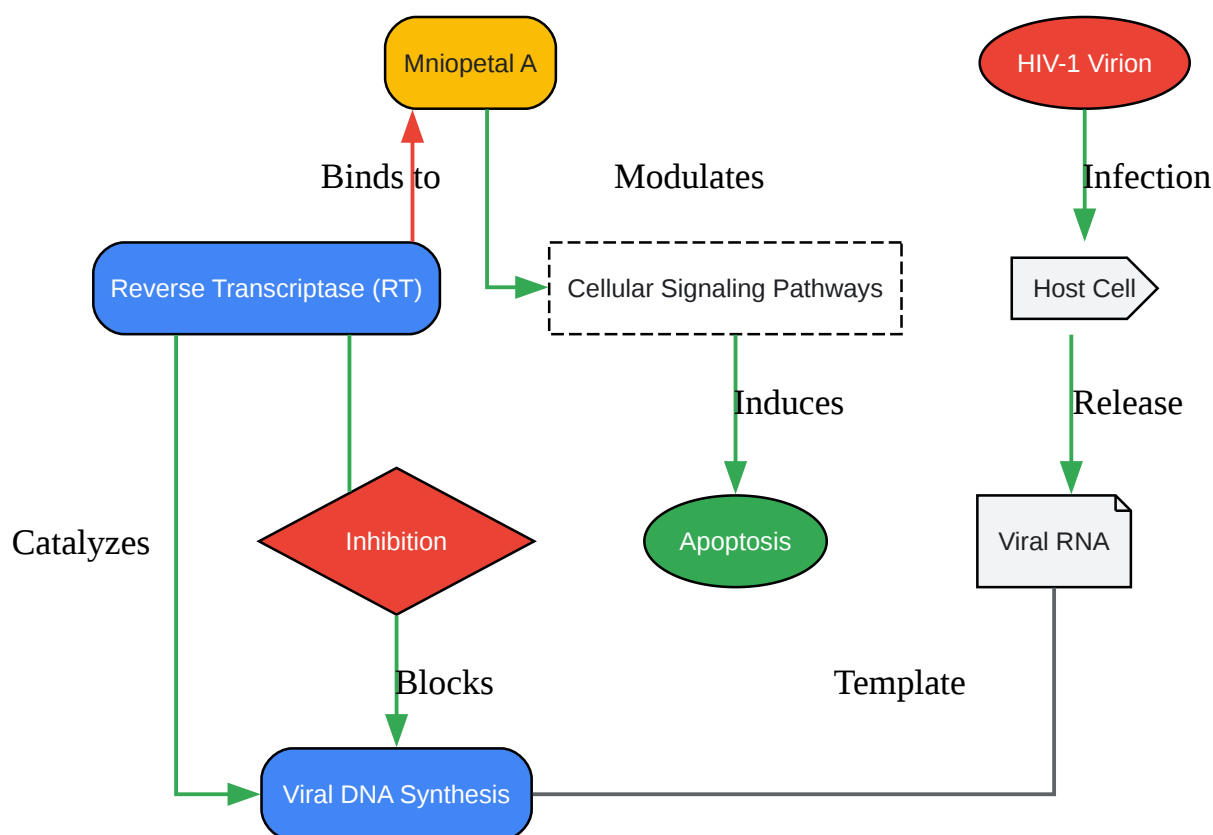 Mniopetal A
HIV-1 Virion
Binds to
Modulates
Infection
Reverse Transcriptase (RT)
Cellular Signaling Pathways
Host Cell
Induces
Release
Catalyzes
Inhibition
Apoptosis
Viral RNA
Blocks
Template
Viral DNA Synthesis